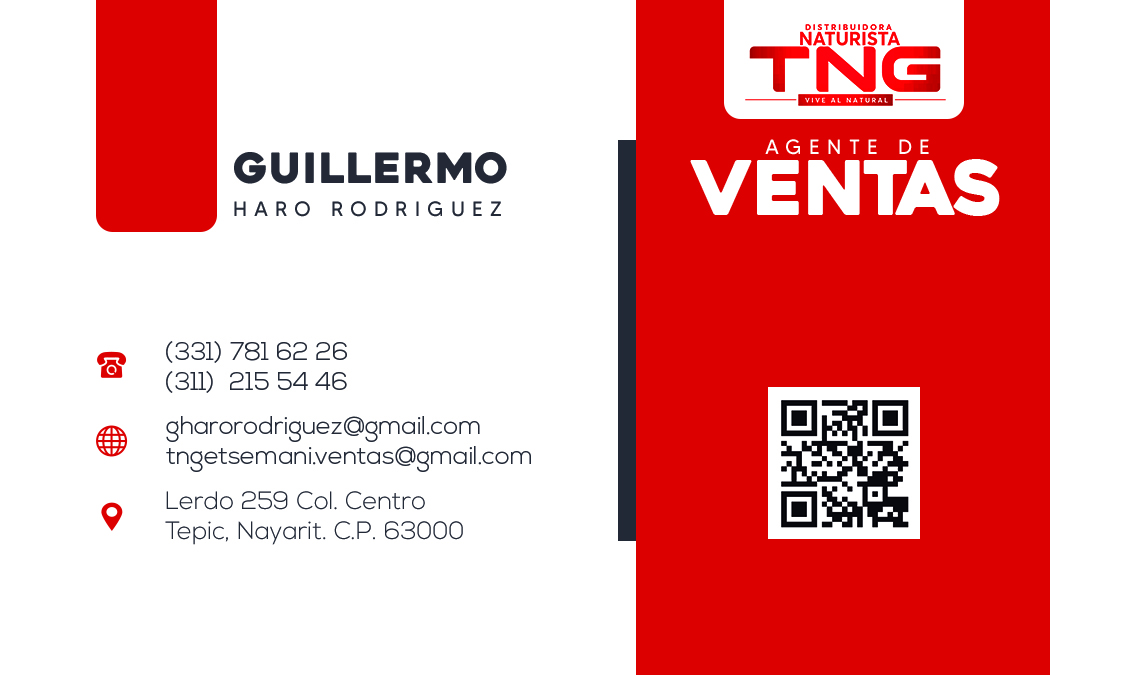 GUILLERMO
HARO RODRIGUEZ
(331) 781 62 26
(311) 215 54 46
gharorodriguez@gmail.com
tngetsemani.ventas@gmail.com
Lerdo 259 Col. Centro
Tepic, Nayarit. C.P. 63000
DISTRIBUIDORA
NATURISTA
TNG
VIVE AL NATURAL
AGENTE DE
VENTAS